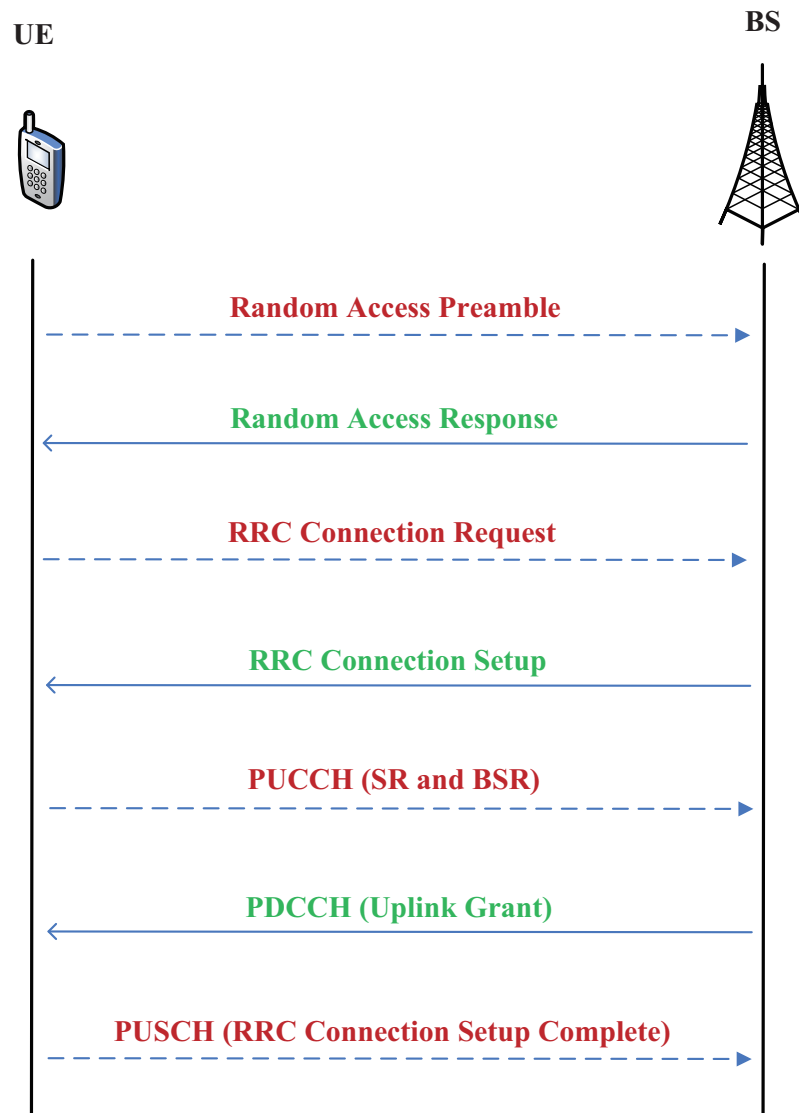 UE
BS
Random Access Preamble
Random Access Response
RRC Connection Request
RRC Connection Setup
PUCCH (SR and BSR)
PDCCH (Uplink Grant)
PUSCH (RRC Connection Setup Complete)